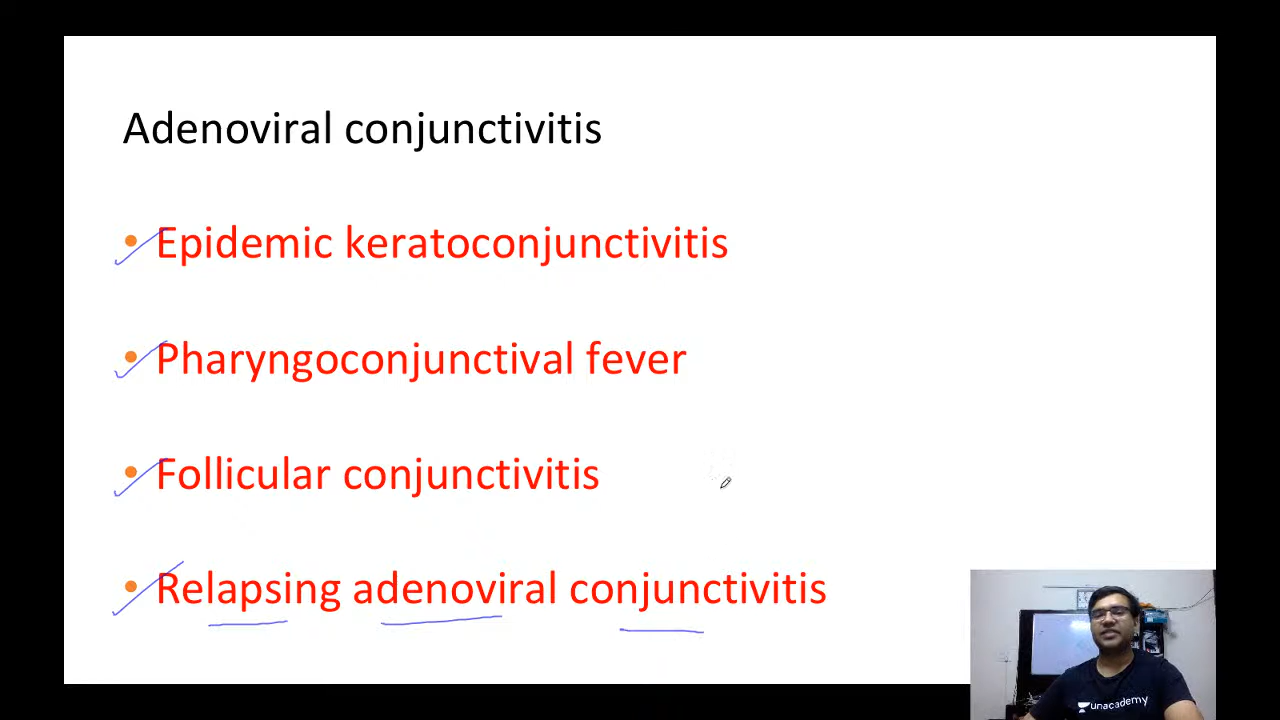 Adenoviral conjunctivitis
• Epidemic keratoconjunctivitis
• Pharyngoconjunctival fever
• Follicular conjunctivitis
• Relapsing adenoviral conjunctivitis
unacademy